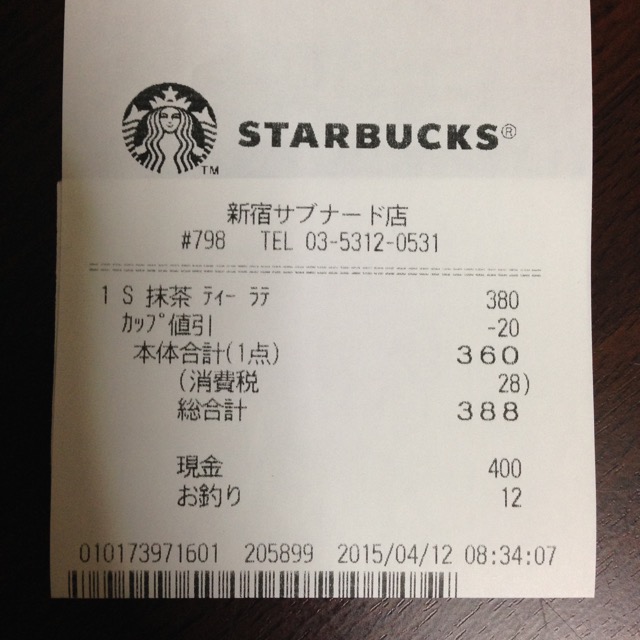 STARBUCKS®
TM
新宿サブナード店
#798 TEL 03-5312-0531
1 S 抹茶 ﾃｨｰ ﾗﾃ 380
ｶｯﾌﾟ値引 -20
本体合計(1点) 360
(消費税 28)
総合計 388
現金 400
お釣り 12
010173971601 205899 2015/04/12 08:34:07